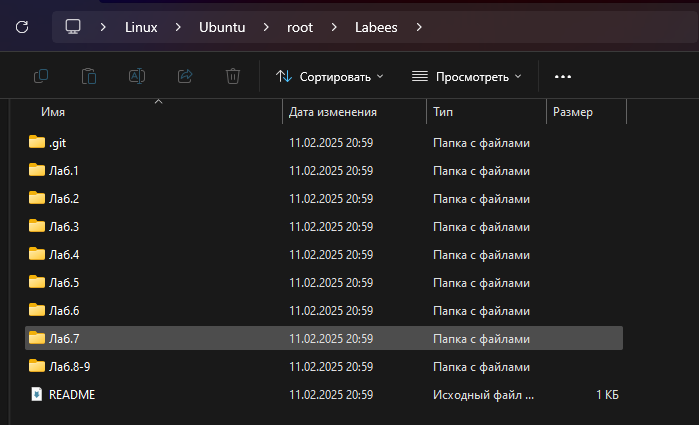 Linux > Ubuntu > root > Labees >
Сортировать Просмотреть ...
Имя Дата изменения Тип Размер
.git 11.02.2025 20:59 Папка с файлами
Лаб.1 11.02.2025 20:59 Папка с файлами
Лаб.2 11.02.2025 20:59 Папка с файлами
Лаб.3 11.02.2025 20:59 Папка с файлами
Лаб.4 11.02.2025 20:59 Папка с файлами
Лаб.5 11.02.2025 20:59 Папка с файлами
Лаб.6 11.02.2025 20:59 Папка с файлами
Лаб.7 11.02.2025 20:59 Папка с файлами
Лаб.8-9 11.02.2025 20:59 Папка с файлами
README 11.02.2025 20:59 Исходный файл ... 1 КБ